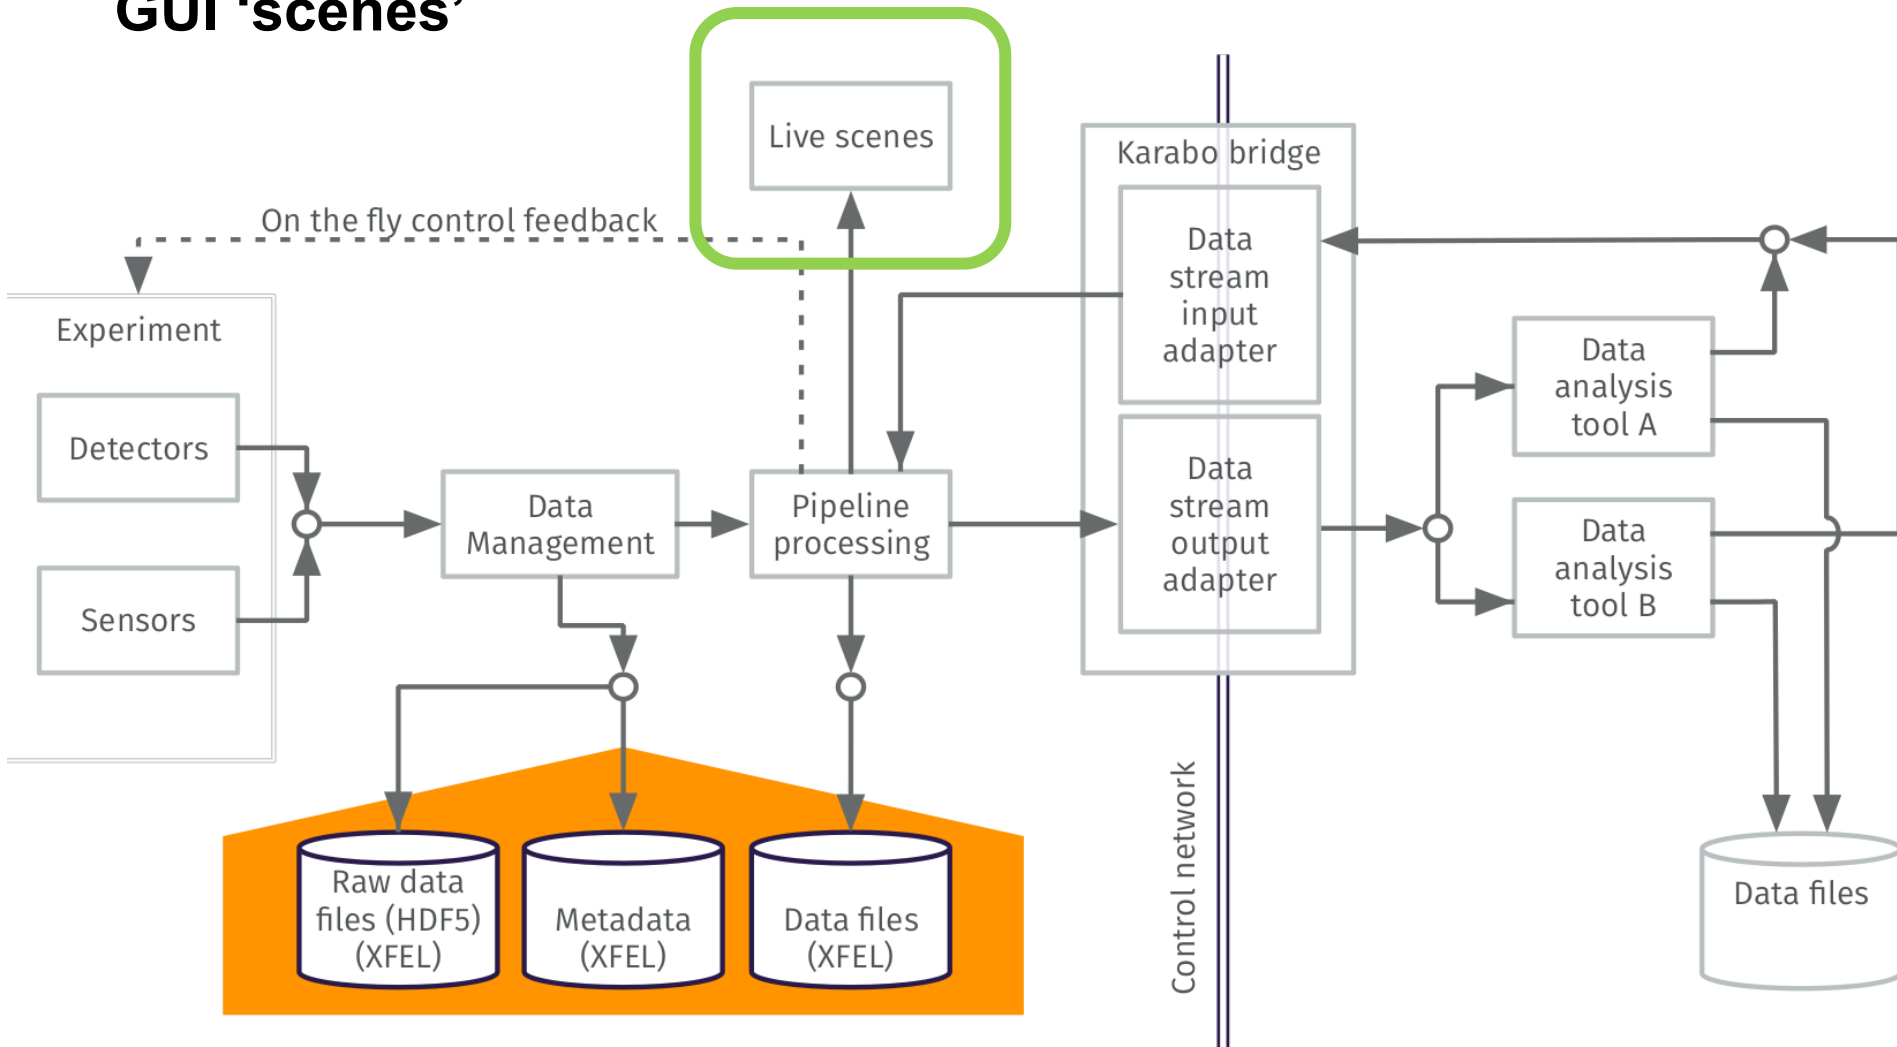 GUI ‘scenes’
Live scenes
Karabo bridge
On the fly control feedback
Data
stream
input
adapter
Experiment
Data
analysis
tool A
Detectors
Data
stream
output
adapter
Data
Management
Pipeline
processing
Data
analysis
tool B
Sensors
Control network
Raw data
files (HDF5)
(XFEL)
Metadata
(XFEL)
Data files
(XFEL)
Data files